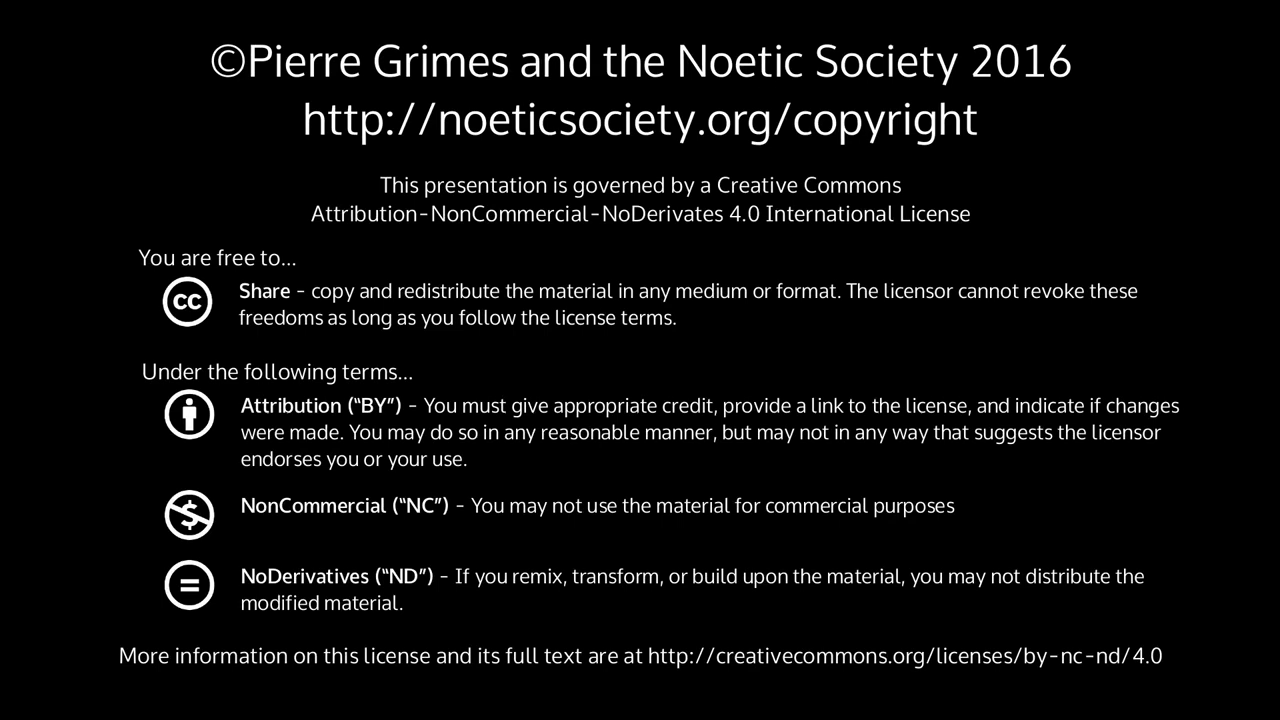 ©Pierre Grimes and the Noetic Society 2016
http://noeticsociety.org/copyright
This presentation is governed by a Creative Commons
Attribution-NonCommercial-NoDerivates 4.0 International License
You are free to...
cc
Share - copy and redistribute the material in any medium or format. The licensor cannot revoke these
freedoms as long as you follow the license terms.
Under the following terms...
Attribution (“BY”) - You must give appropriate credit, provide a link to the license, and indicate if changes
were made. You may do so in any reasonable manner, but may not in any way that suggests the licensor
endorses you or your use.
$
NonCommercial (“NC”) - You may not use the material for commercial purposes
=
NoDerivatives (“ND”) - If you remix, transform, or build upon the material, you may not distribute the
modified material.
More information on this license and its full text are at http://creativecommons.org/licenses/by-nc-nd/4.0